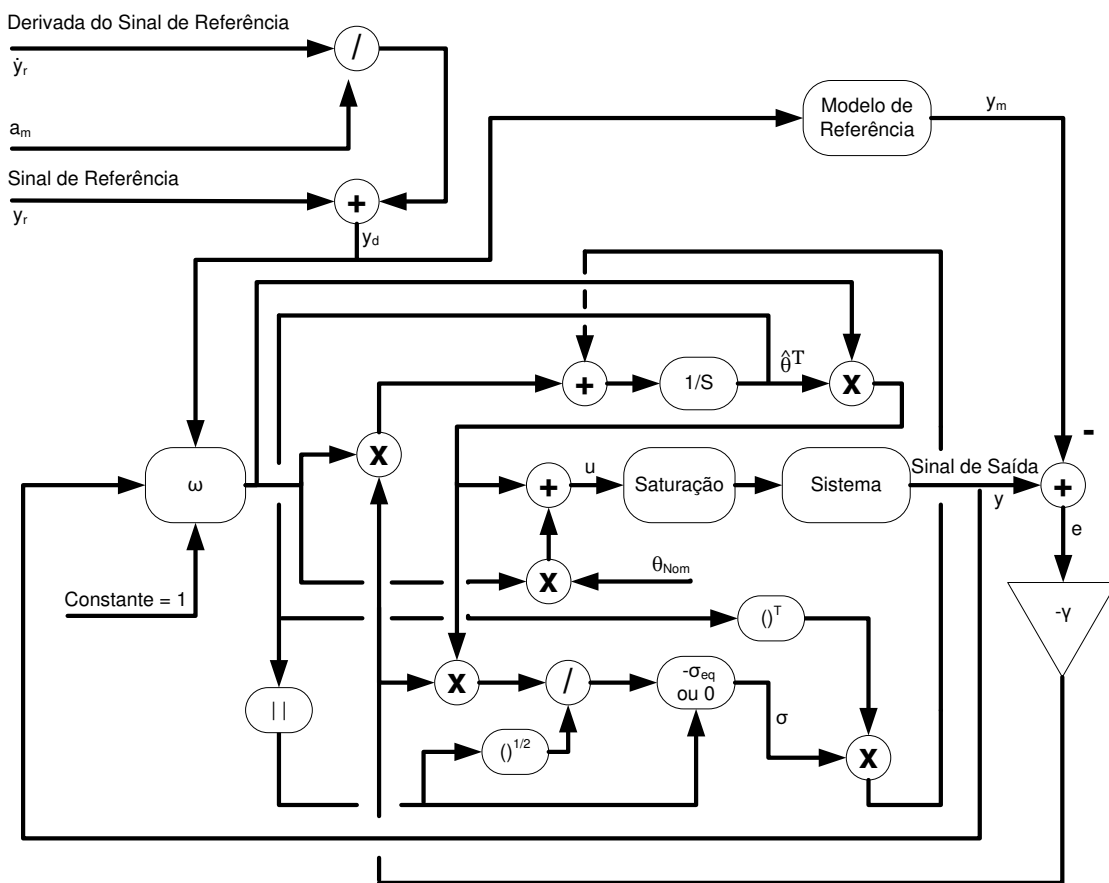 Derivada do Sinal de Referência
ẏr
/
am
Sinal de Referência
yr
+
yd
Modelo de
Referência
ym
-
+
1/S
θ̂T
x
x
ω
+
u
Saturação
Sistema
Sinal de Saída
y
+
e
Constante = 1
x
θNom
()T
-γ
| |
x
/
-σeq
ou 0
σ
()1/2
x